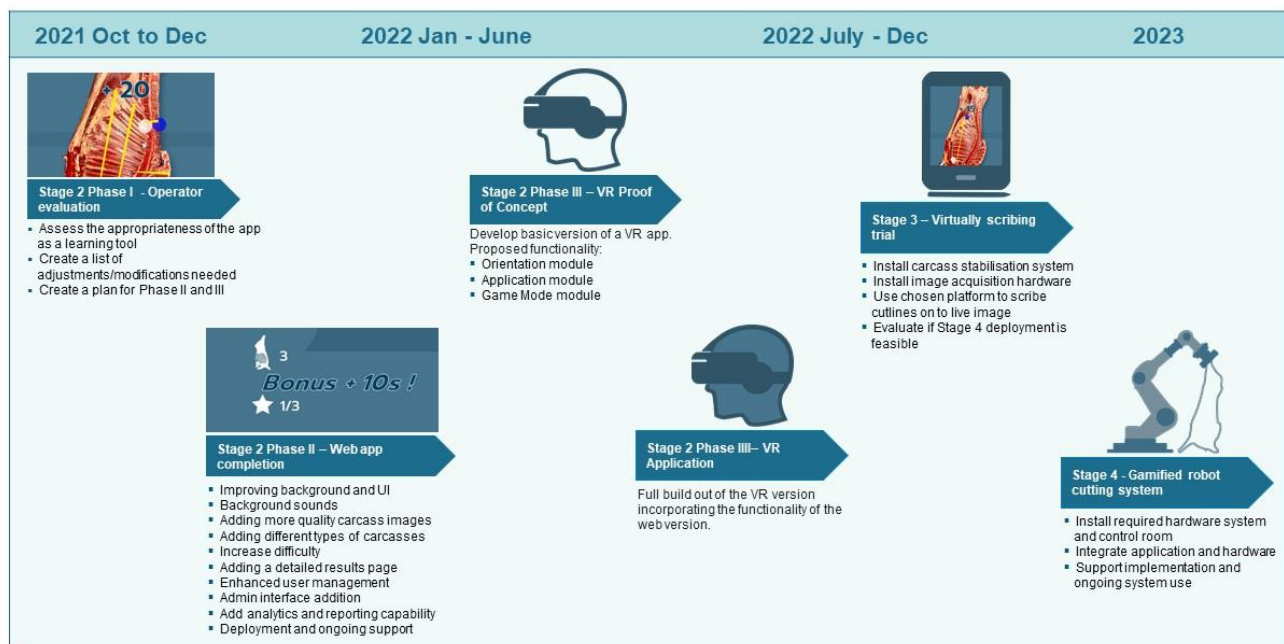 2021 Oct to Dec
2022 Jan - June
2022 July - Dec
2023
+ 20
Stage 2 Phase I - Operator
evaluation
▪ Assess the appropriateness of the app
as a learning tool
▪ Create a list of
adjustments/modifications needed
▪ Create a plan for Phase II and III
3
Bonus + 10s !
1/3
Stage 2 Phase II – Web app
completion
▪ Improving background and UI
▪ Background sounds
▪ Adding more quality carcass images
▪ Adding different types of carcasses
▪ Increase difficulty
▪ Adding a detailed results page
▪ Enhanced user management
▪ Admin interface addition
▪ Add analytics and reporting capability
▪ Deployment and ongoing support
Stage 2 Phase III – VR Proof
of Concept
Develop basic version of a VR app.
Proposed functionality:
▪ Orientation module
▪ Application module
▪ Game Mode module
Stage 2 Phase IIII– VR
Application
Full build out of the VR version
incorporating the functionality of the
web version.
Stage 3 – Virtually scribing
trial
▪ Install carcass stabilisation system
▪ Install image acquisition hardware
▪ Use chosen platform to scribe
cutlines on to live image
▪ Evaluate if Stage 4 deployment is
feasible
Stage 4 - Gamified robot
cutting system
▪ Install required hardware system
and control room
▪ Integrate application and hardware
▪ Support implementation and
ongoing system use